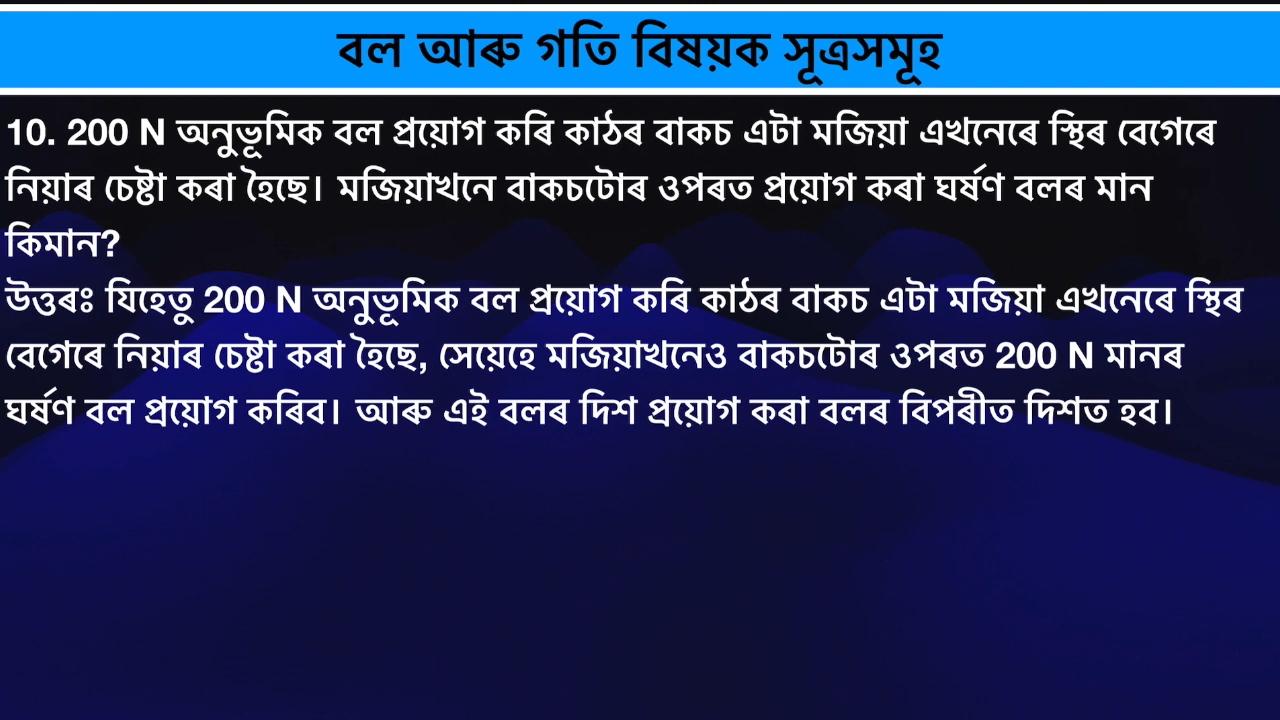 বল আৰু গতি বিষয়ক সূত্ৰসমূহ
10. 200 N অনুভূমিক বল প্ৰয়োগ কৰি কাঠৰ বাকচ এটা মজিয়া এখনেৰে স্থিৰ বেগেৰে
নিয়াৰ চেষ্টা কৰা হৈছে। মজিয়াখনে বাকচটোৰ ওপৰত প্ৰয়োগ কৰা ঘৰ্ষণ বলৰ মান
কিমান?
উত্তৰঃ যিহেতু 200 N অনুভূমিক বল প্ৰয়োগ কৰি কাঠৰ বাকচ এটা মজিয়া এখনেৰে স্থিৰ
বেগেৰে নিয়াৰ চেষ্টা কৰা হৈছে, সেয়েহে মজিয়াখনেও বাকচটোৰ ওপৰত 200 N মানৰ
ঘৰ্ষণ বল প্ৰয়োগ কৰিব। আৰু এই বলৰ দিশ প্ৰয়োগ কৰা বলৰ বিপৰীত দিশত হব।